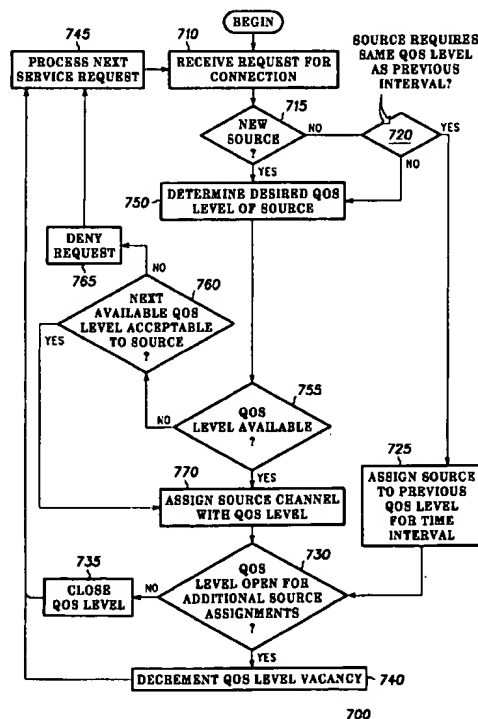 BEGIN
745
710
PROCESS NEXT
SERVICE REQUEST
RECEIVE REQUEST FOR
CONNECTION
SOURCE REQUIRES
SAME QOS LEVEL
AS PREVIOUS
INTERVAL?
715
NEW
SOURCE
?
NO
720
YES
NO
YES
750
DETERMINE DESIRED QOS
LEVEL OF SOURCE
DENY
REQUEST
765
NO
760
NEXT
AVAILABLE QOS
LEVEL ACCEPTABLE
TO SOURCE
?
YES
NO
755
QOS
LEVEL AVAILABLE
?
YES
770
ASSIGN SOURCE CHANNEL
WITH QOS LEVEL
725
ASSIGN SOURCE
TO PREVIOUS
QOS LEVEL
FOR TIME
INTERVAL
735
CLOSE
QOS LEVEL
NO
730
QOS
LEVEL OPEN FOR
ADDITIONAL SOURCE
ASSIGNMENTS
?
YES
DECREMENT QOS LEVEL VACANCY
740
700